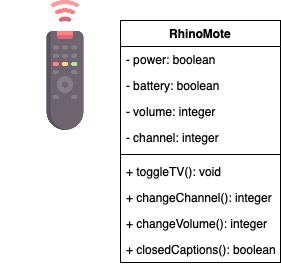 RhinoMote
- power: boolean
- battery: boolean
- volume: integer
- channel: integer
+ toggleTV(): void
+ changeChannel(): integer
+ changeVolume(): integer
+ closedCaptions(): boolean